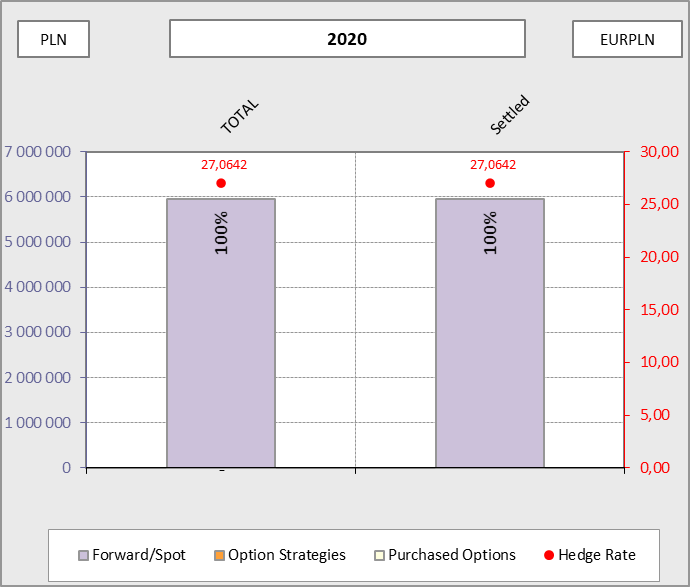 PLN
2020
EURPLN
TOTAL
Settled
7 000 000
6 000 000
5 000 000
4 000 000
3 000 000
2 000 000
1 000 000
0
27,0642
27,0642
100%
100%
-
30,00
25,00
20,00
15,00
10,00
5,00
0,00
Forward/Spot
Option Strategies
Purchased Options
Hedge Rate